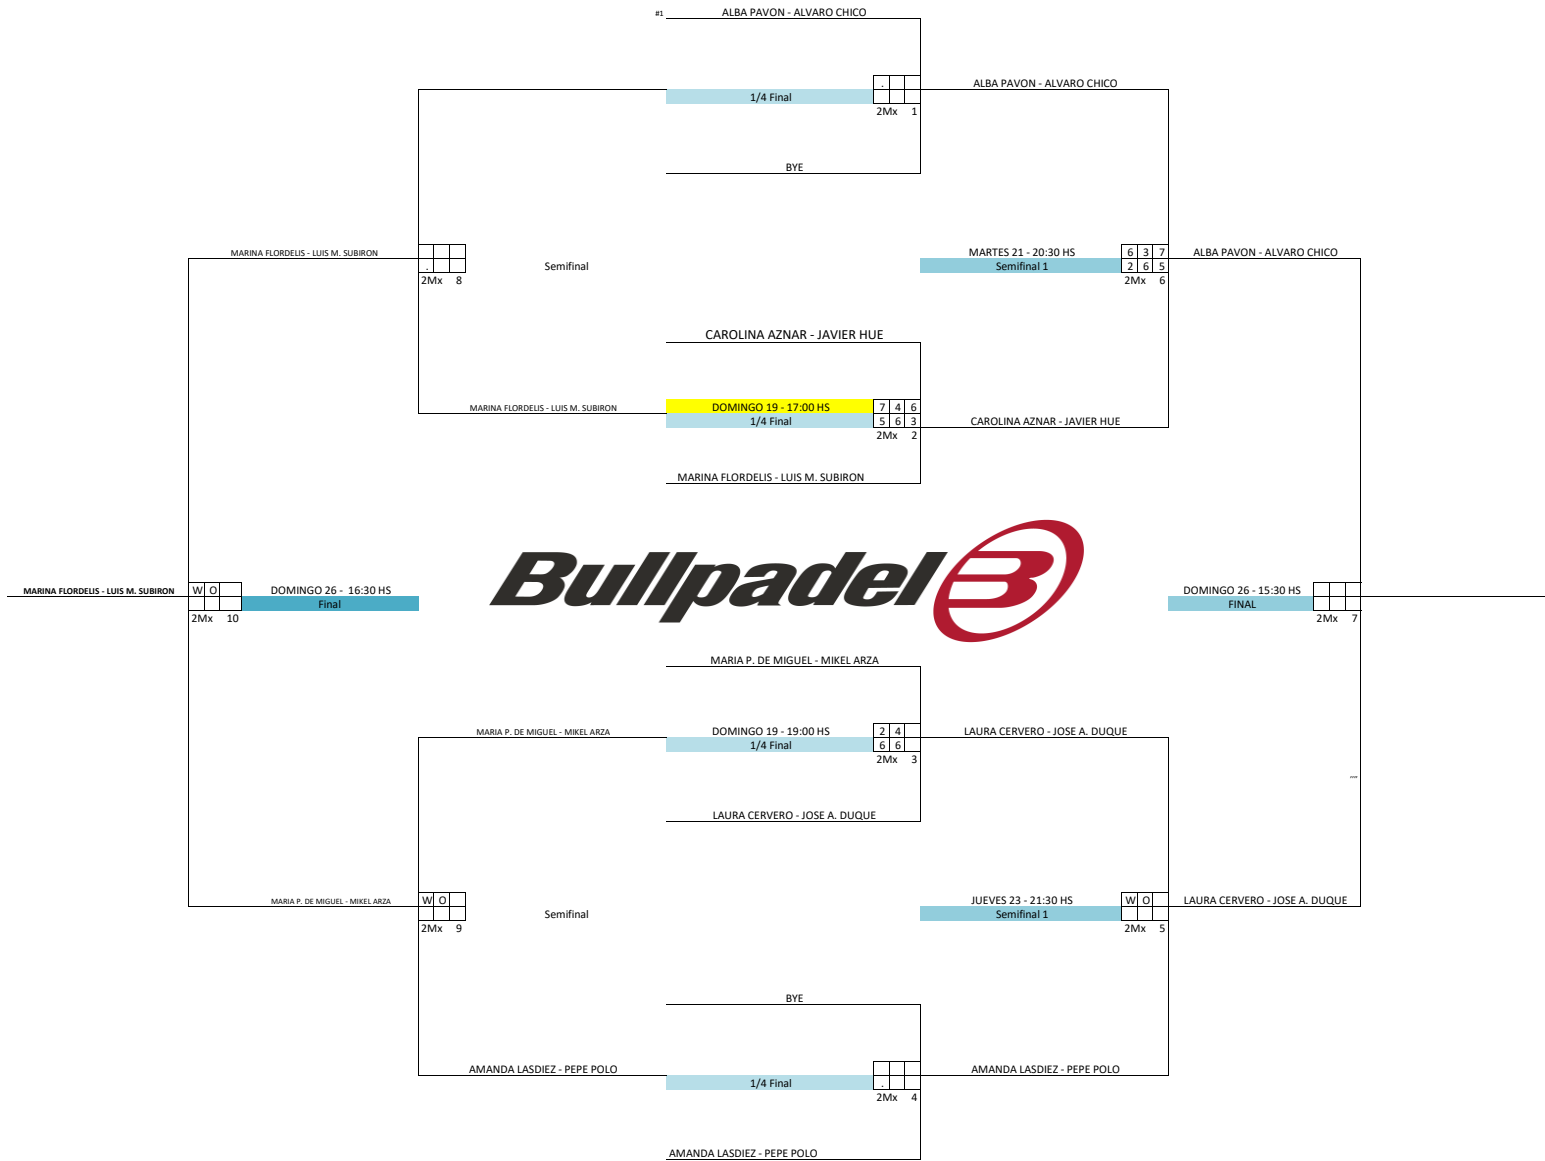 #1 ALBA PAVON - ALVARO CHICO
. ALBA PAVON - ALVARO CHICO
1/4 Final
2Mx 1
BYE
MARINA FLORDELIS - LUIS M. SUBIRON MARTES 21 - 20:30 HS 6 3 7 ALBA PAVON - ALVARO CHICO
. Semifinal Semifinal 1 2 6 5
2Mx 8 2Mx 6
CAROLINA AZNAR - JAVIER HUE
MARINA FLORDELIS - LUIS M. SUBIRON DOMINGO 19 - 17:00 HS 7 4 6
1/4 Final 5 6 3 CAROLINA AZNAR - JAVIER HUE
2Mx 2
MARINA FLORDELIS - LUIS M. SUBIRON
Bullpadel
MARINA FLORDELIS - LUIS M. SUBIRON W O DOMINGO 26 - 16:30 HS DOMINGO 26 - 15:30 HS
Final FINAL
2Mx 10 2Mx 7
MARIA P. DE MIGUEL - MIKEL ARZA
MARIA P. DE MIGUEL - MIKEL ARZA DOMINGO 19 - 19:00 HS 2 4 LAURA CERVERO - JOSE A. DUQUE
1/4 Final 6 6
2Mx 3
LAURA CERVERO - JOSE A. DUQUE
MARIA P. DE MIGUEL - MIKEL ARZA W O JUEVES 23 - 21:30 HS W O LAURA CERVERO - JOSE A. DUQUE
Semifinal Semifinal 1
2Mx 9 2Mx 5
BYE
AMANDA LASDIEZ - PEPE POLO AMANDA LASDIEZ - PEPE POLO
1/4 Final .
2Mx 4
AMANDA LASDIEZ - PEPE POLO